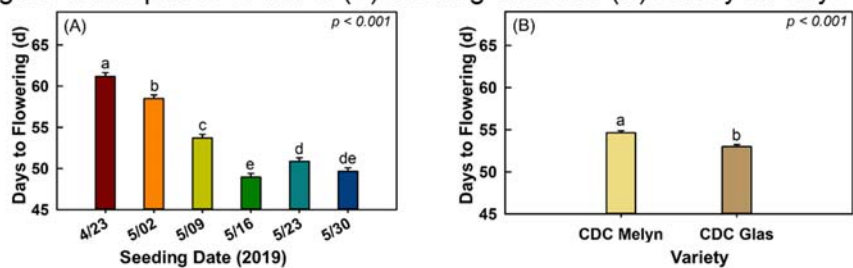 (A)
p < 0.001
Days to Flowering (d)
65
60
55
50
45
a
b
c
e
d
de
4/23
5/02
5/09
5/16
5/23
5/30
Seeding Date (2019)
(B)
p < 0.001
Days to Flowering (d)
65
60
55
50
45
a
b
CDC Melyn
CDC Glas
Variety